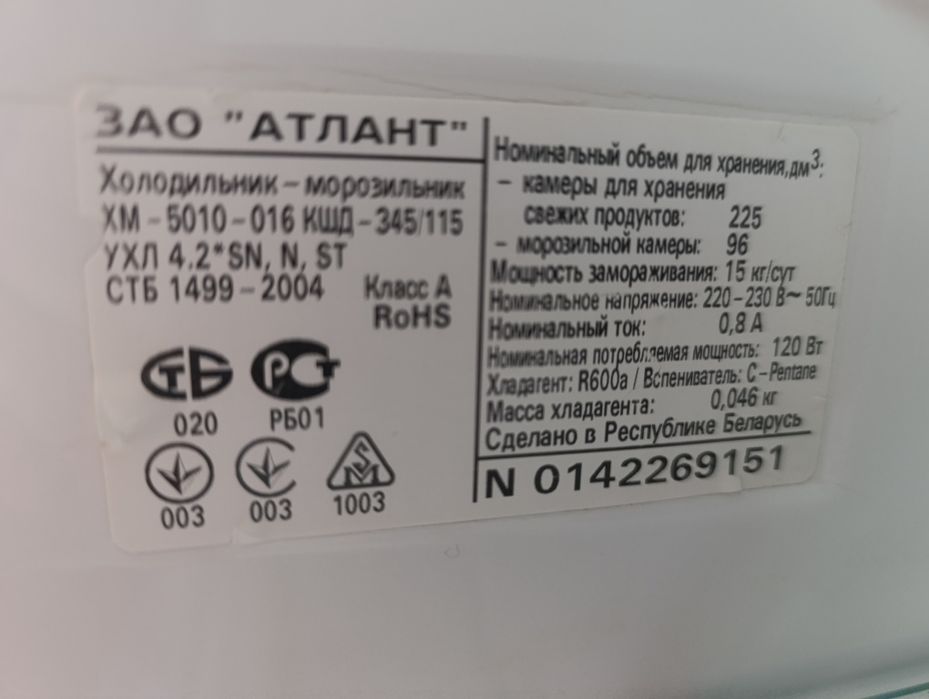 ЗАО "АТЛАНТ"
Холодильник – морозильник
ХМ – 5010 – 016 КШД – 345/115
УХЛ 4.2* SN, N, ST
СТБ 1499 – 2004 Класс А
RoHS
СТБ РСТ
020 РБ01
003 003 1003
Номинальный объем для хранения, дм³:
– камеры для хранения
свежих продуктов: 225
– морозильной камеры: 96
Мощность замораживания: 15 кг/сут
Номинальное напряжение: 220 – 230 В~ 50Гц
Номинальный ток: 0,8 А
Номинальная потребляемая мощность: 120 Вт
Хладагент: R600a / Вспениватель: C – Pentane
Масса хладагента: 0,046 кг
Сделано в Республике Беларусь
N 0142269151